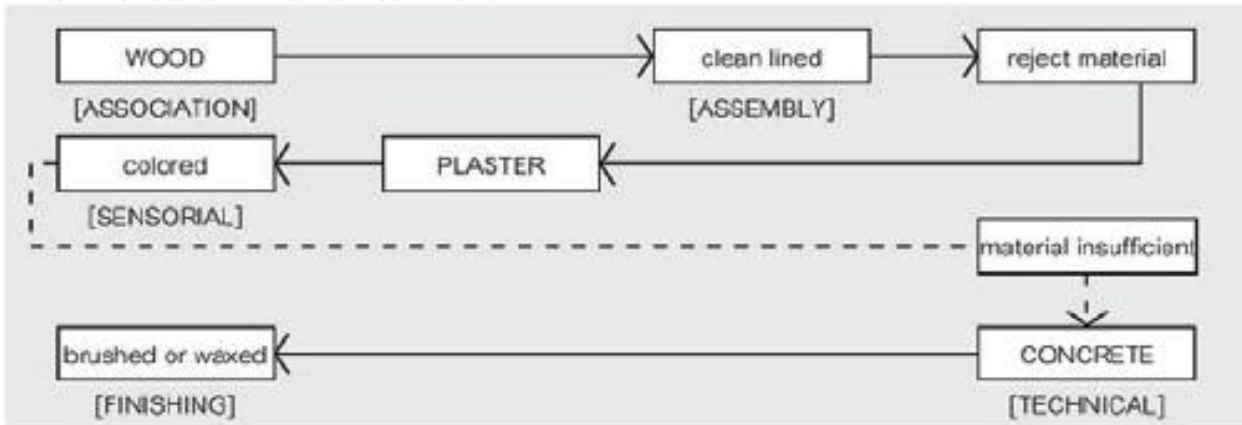 WOOD
clean lined
reject material
[ASSOCIATION]
[ASSEMBLY]
colored
PLASTER
[SENSORIAL]
material insufficient
brushed or waxed
CONCRETE
[FINISHING]
[TECHNICAL]